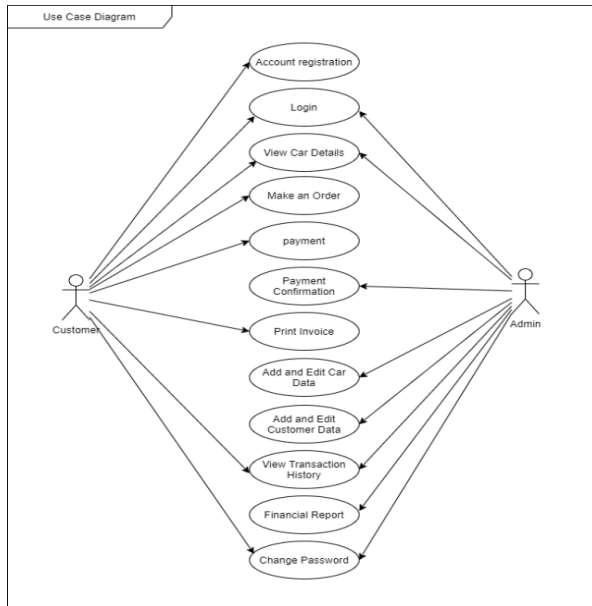 Use Case Diagram
Account registration
Login
View Car Details
Make an Order
payment
Payment
Confirmation
Customer
Admin
Print Invoice
Add and Edit Car
Data
Add and Edit
Customer Data
View Transaction
History
Financial Report
Change Password